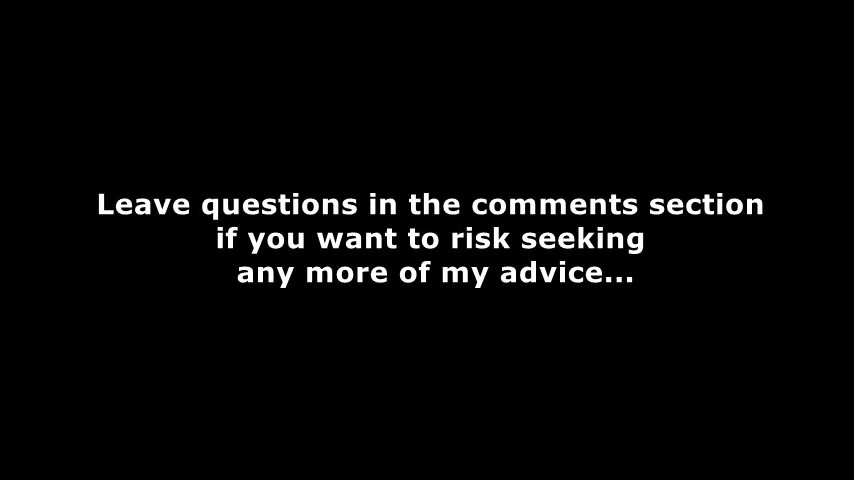 Leave questions in the comments section
if you want to risk seeking
any more of my advice...